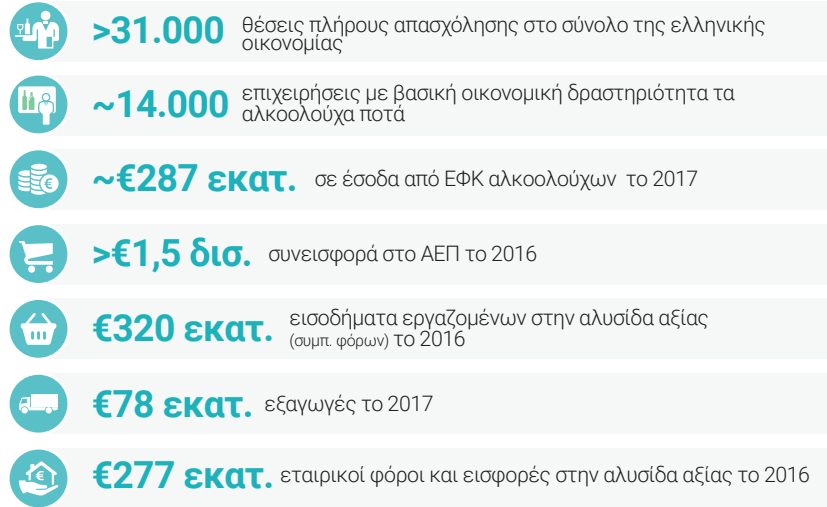 >31.000 θέσεις πλήρους απασχόλησης στο σύνολο της ελληνικής
οικονομίας
~14.000 επιχειρήσεις με βασική οικονομική δραστηριότητα τα
αλκοολούχα ποτά
~€287 εκατ. σε έσοδα από ΕΦΚ αλκοολούχων το 2017
>€1,5 δισ. συνεισφορά στο ΑΕΠ το 2016
€320 εκατ. εισοδήματα εργαζομένων στην αλυσίδα αξίας
(συμπ. φόρων) το 2016
€78 εκατ. εξαγωγές το 2017
€277 εκατ. εταιρικοί φόροι και εισφορές στην αλυσίδα αξίας το 2016